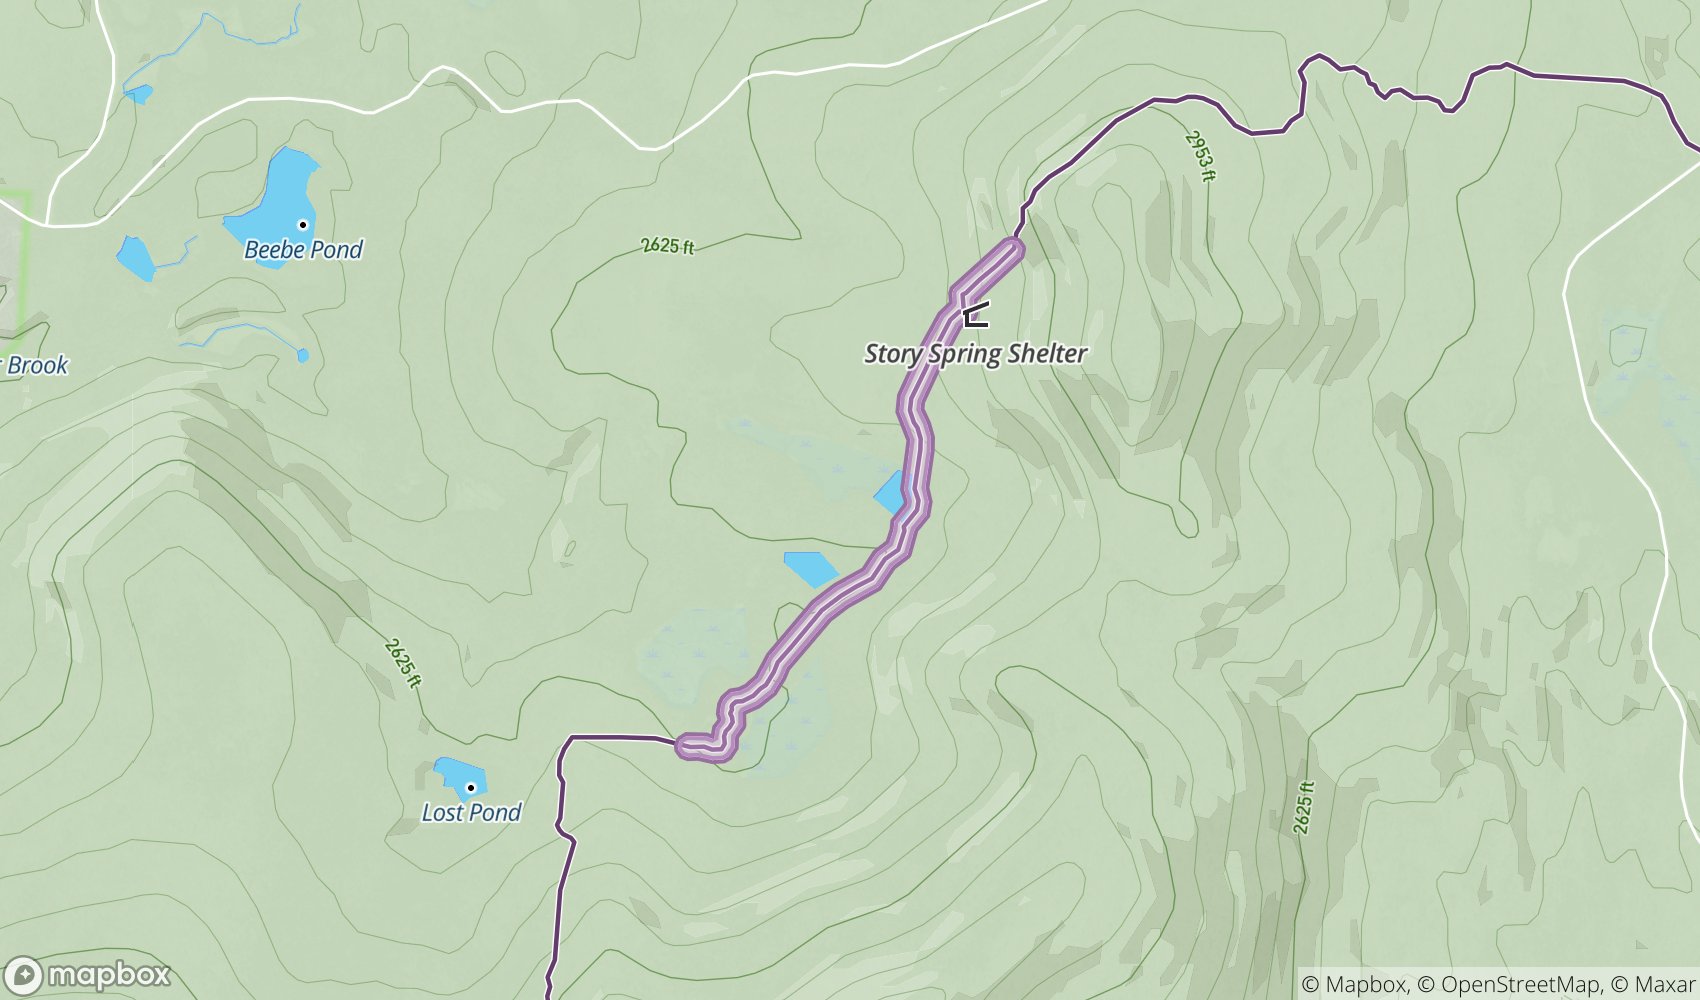 2953 ft
Beebe Pond
2625 ft
Story Spring Shelter
Brook
2625 ft
Lost Pond
2625 ft
mapbox
© Mapbox, © OpenStreetMap, © Maxar